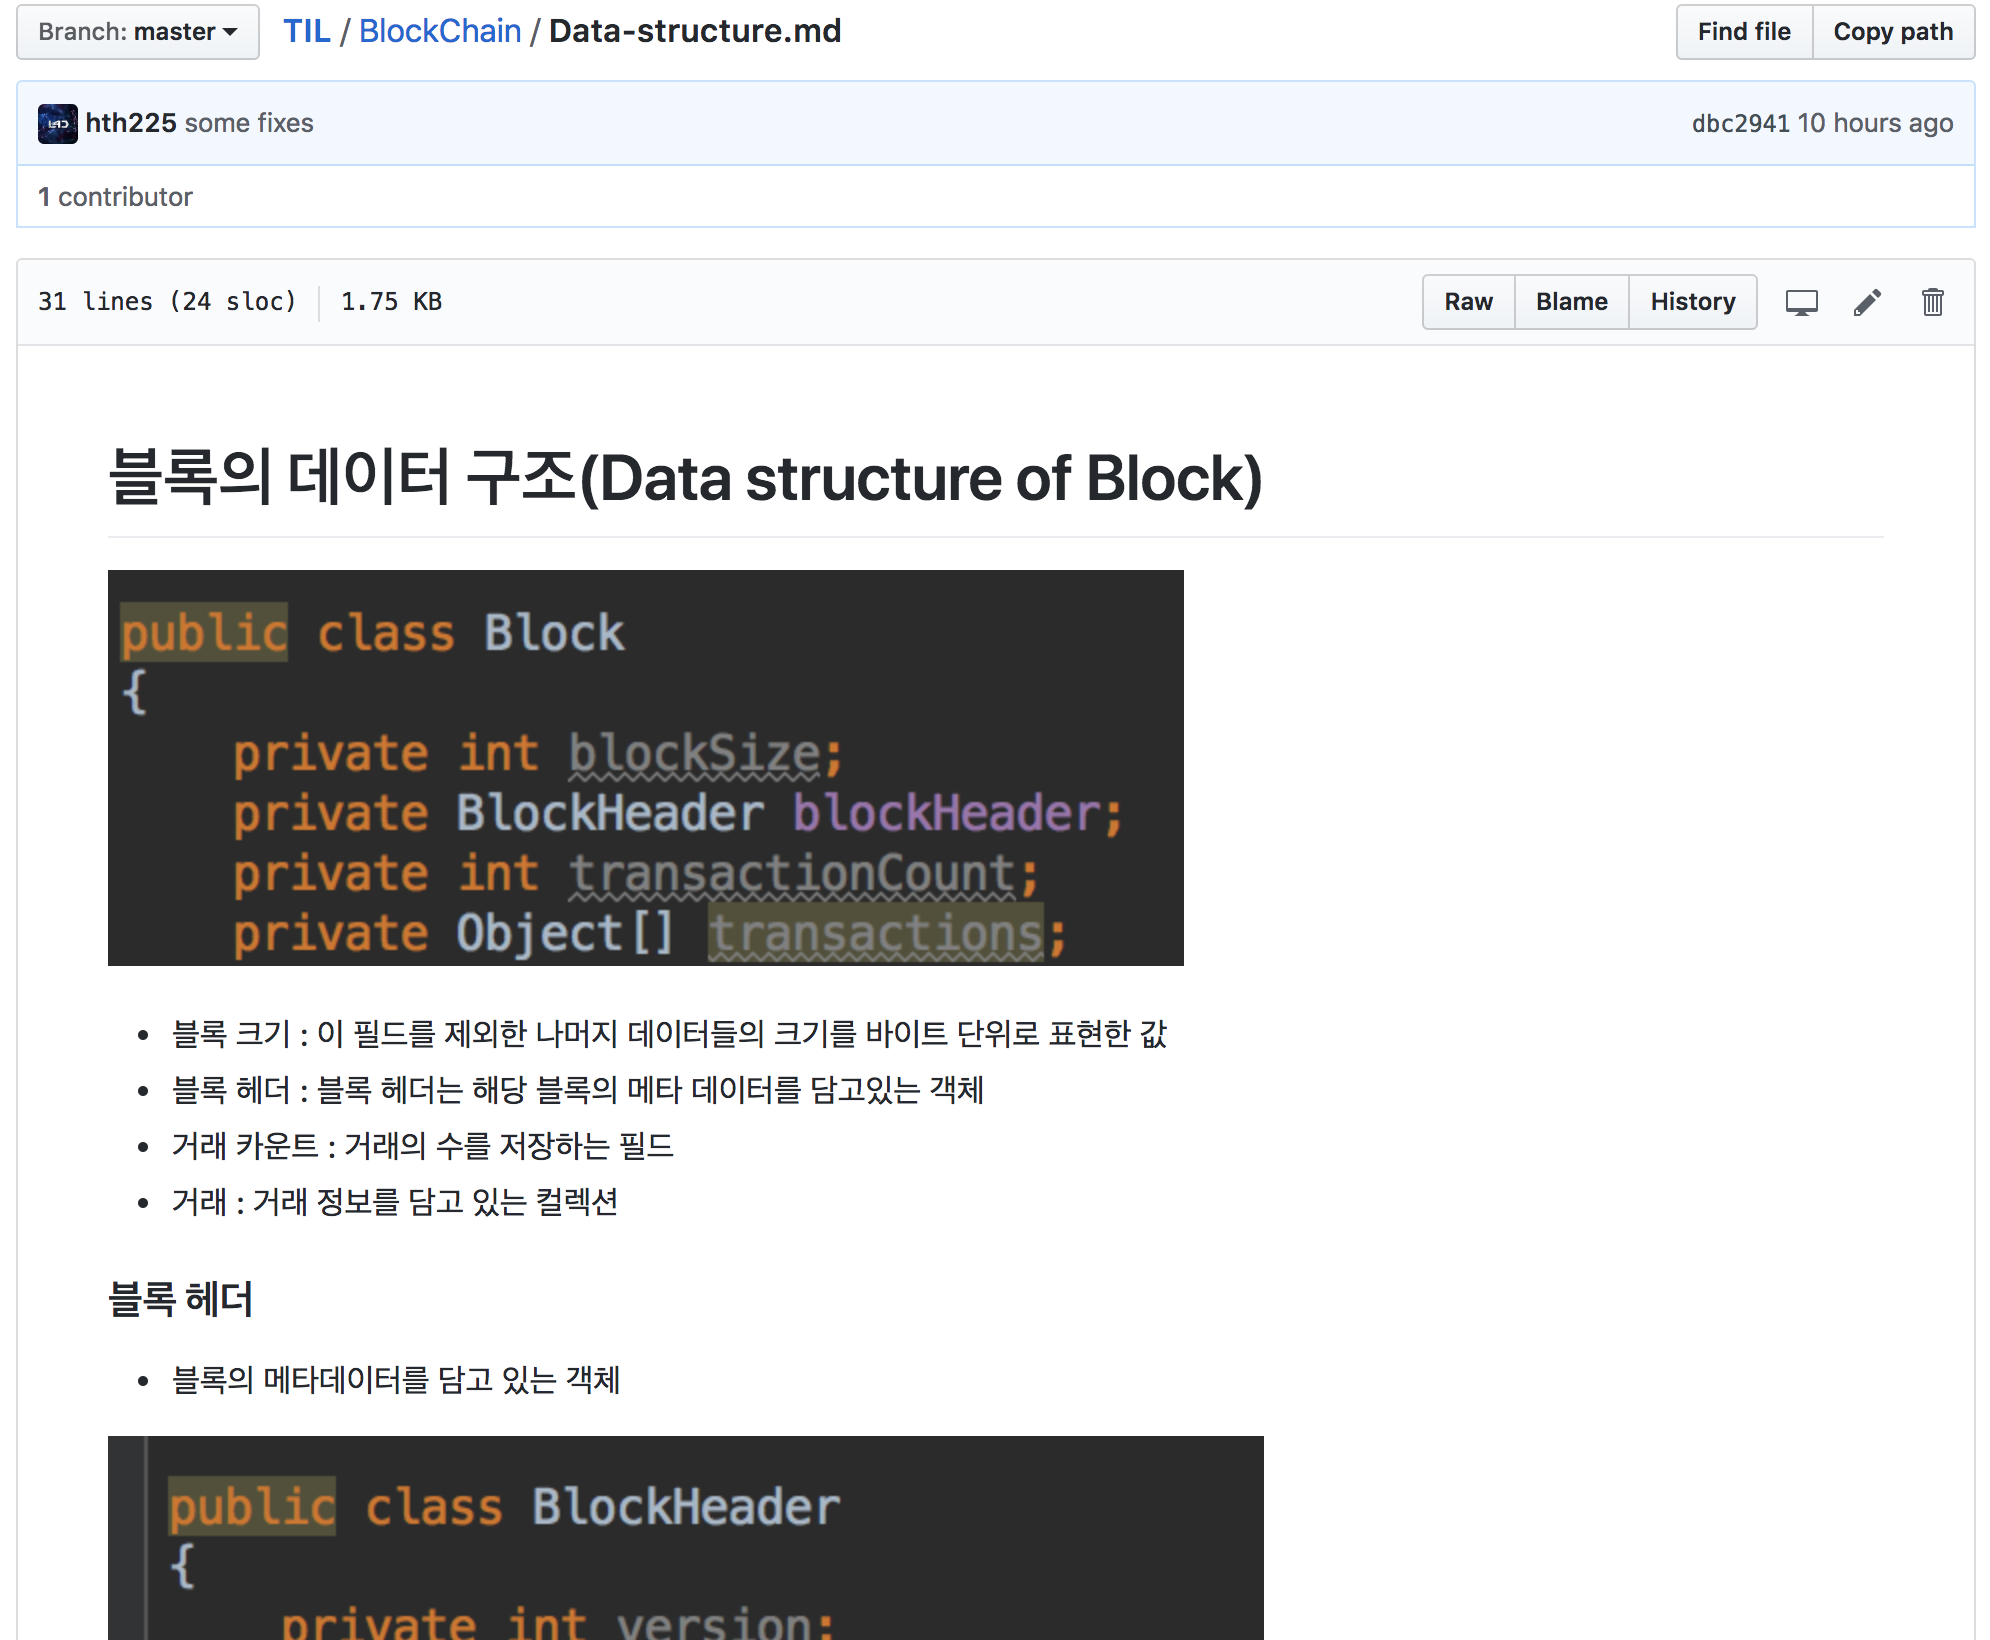 Branch: master
TIL / BlockChain / Data-structure.md
Find file
Copy path
hth225 some fixes
dbc2941 10 hours ago
1 contributor
31 lines (24 sloc)
1.75 KB
Raw
Blame
History
블록의 데이터 구조(Data structure of Block)
public class Block
{
private int blockSize;
private BlockHeader blockHeader;
private int transactionCount;
private Object[] transactions;
• 블록 크기 : 이 필드를 제외한 나머지 데이터들의 크기를 바이트 단위로 표현한 값
• 블록 헤더 : 블록 헤더는 해당 블록의 메타 데이터를 담고있는 객체
• 거래 카운트 : 거래의 수를 저장하는 필드
• 거래 : 거래 정보를 담고 있는 컬렉션
블록 헤더
• 블록의 메타데이터를 담고 있는 객체
public class BlockHeader
{
private int version;